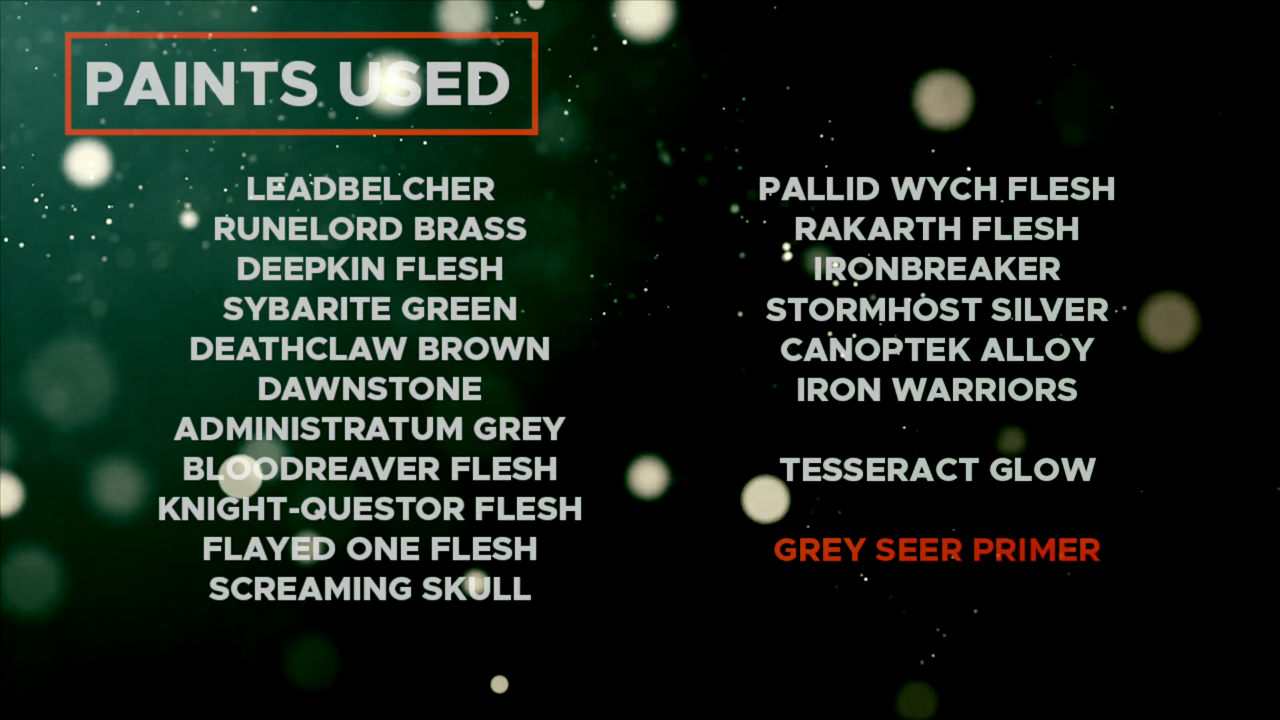 PAINTS USED
LEADBELCHER
RUNELORD BRASS
DEEPKIN FLESH
SYBARITE GREEN
DEATHCLAW BROWN
DAWNSTONE
ADMINISTRATUM GREY
BLOODREAVER FLESH
KNIGHT-QUESTOR FLESH
FLAYED ONE FLESH
SCREAMING SKULL
PALLID WYCH FLESH
RAKARTH FLESH
IRONBREAKER
STORMHOST SILVER
CANOPTEK ALLOY
IRON WARRIORS
TESSERACT GLOW
GREY SEER PRIMER